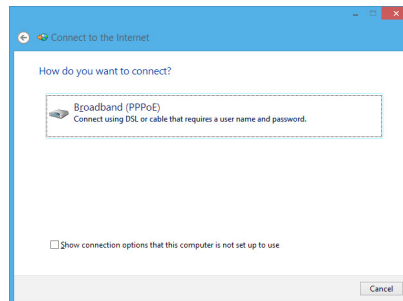 Connect to the Internet
How do you want to connect?
Broadband (PPPoE)
Connect using DSL or cable that requires a user name and password.
Show connection options that this computer is not set up to use
Cancel